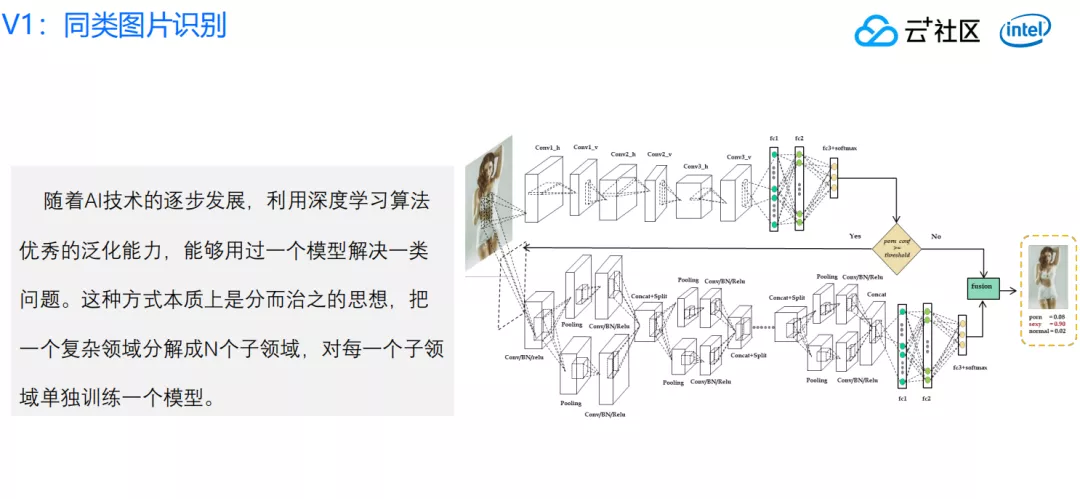 V1：同类图片识别
云+社区
intel
随着AI技术的逐步发展，利用深度学习算法
优秀的泛化能力，能够用过一个模型解决一类
问题。这种方式本质上是分而治之的思想，把
一个复杂领域分解成N个子领域，对每一个子领
域单独训练一个模型。
Conv1_h
Conv1_v
Conv2_h
Conv2_v
Conv3_h
Conv3_v
fc1
fc2
fc3+softmax
Yes
porn conf
threshold
No
fusion
porn = 0.08
sexy = 0.90
normal = 0.02
Conv/BN/relu
Pooling
Conv/BN/Relu
Pooling
Conv/BN/Relu
Concat+Split
Pooling
Conv/BN/Relu
Pooling
Conv/BN/Relu
Concat+Split
Concat+Split
Pooling
Conv/BN/Relu
Pooling
Conv/BN/Relu
Concat
fc1
fc2
fc3+softmax